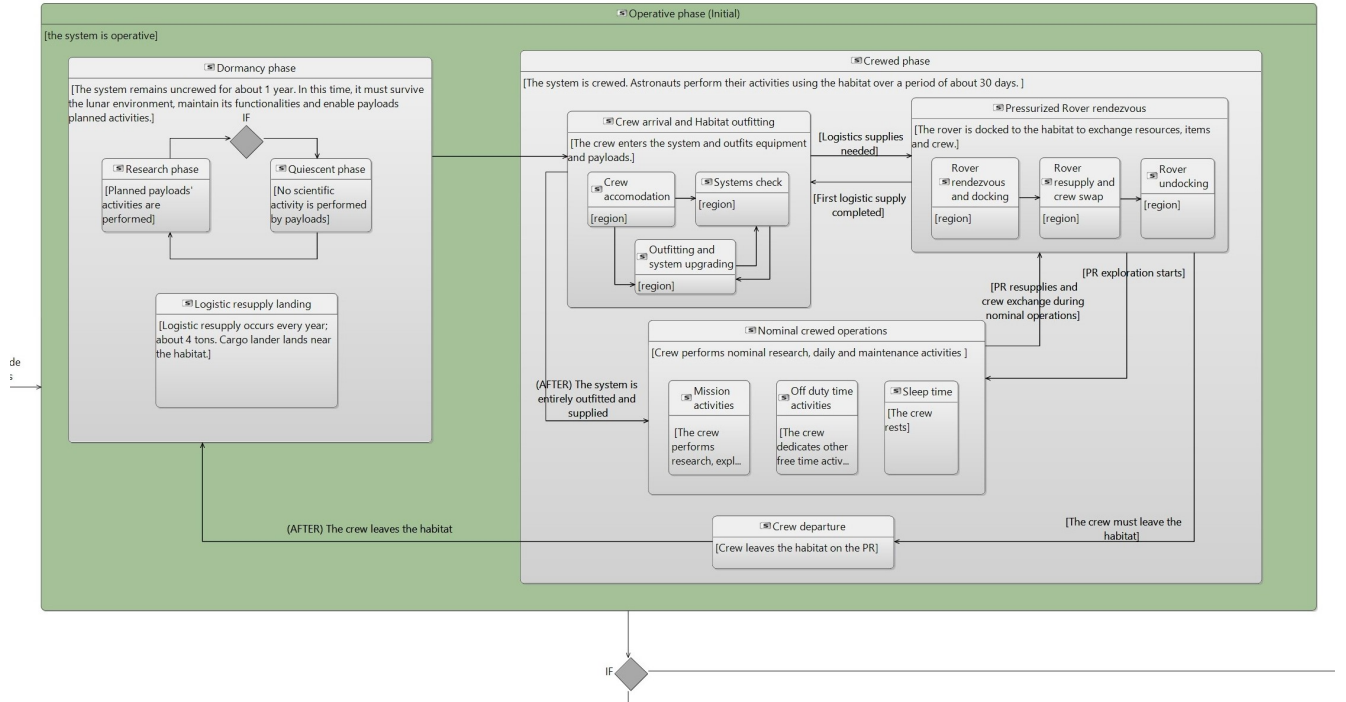 Operative phase (Initial)
[the system is operative]
Dormancy phase
[The system remains uncrewed for about 1 year. In this time, it must survive
the lunar environment, maintain its functionalities and enable payloads
planned activities.]
IF
Research phase
[Planned payloads'
activities are
performed]
Quiescent phase
[No scientific
activity is performed
by payloads]
Logistic resupply landing
[Logistic resupply occurs every year;
about 4 tons. Cargo lander lands near
the habitat.]
de
Crewed phase
[The system is crewed. Astronauts perform their activities using the habitat over a period of about 30 days. ]
Crew arrival and Habitat outfitting
[The crew enters the system and outfits equipment
and payloads.]
Crew
accomodation
[region]
Systems check
[region]
Outfitting and
system upgrading
[region]
[Logistics supplies
needed]
[First logistic supply
completed]
Pressurized Rover rendezvous
[The rover is docked to the habitat to exchange resources, items
and crew.]
Rover
rendezvous
and docking
[region]
Rover
resupply and
crew swap
[region]
Rover
undocking
[region]
[PR exploration starts]
[PR resupplies and
crew exchange during
nominal operations]
Nominal crewed operations
[Crew performs nominal research, daily and maintenance activities ]
Mission
activities
[The crew
performs
research, expl...
Off duty time
activities
[The crew
dedicates other
free time activ...
Sleep time
[The crew
rests]
(AFTER) The system is
entirely outfitted and
supplied
Crew departure
[Crew leaves the habitat on the PR]
[The crew must leave the
habitat]
(AFTER) The crew leaves the habitat
IF